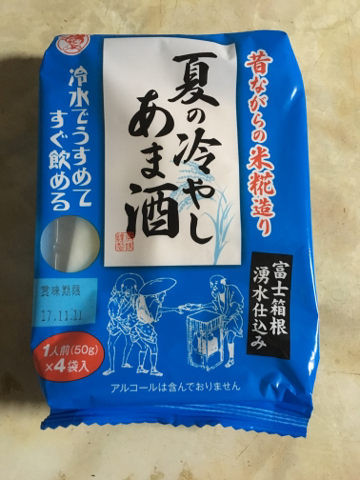 昔ながらの米糀造り
夏の冷やし
あま酒
冷水でうすめて
すぐ飲める
富士箱根
湧水仕込み
賞味期限
17.11.11
1人前(50g)
×4袋入
アルコールは含んでおりません